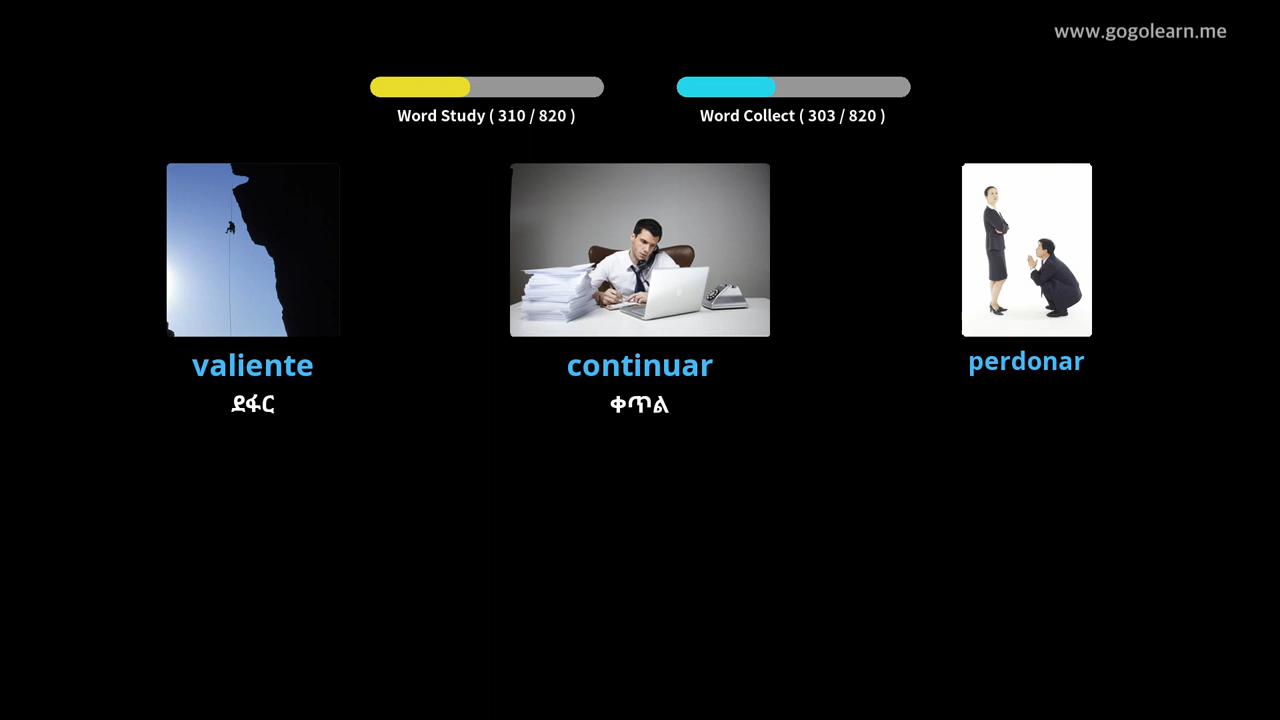 www.gogolearn.me
Word Study ( 310 / 820 )
Word Collect ( 303 / 820 )
valiente
continuar
perdonar
ደፋር
ቀጥል